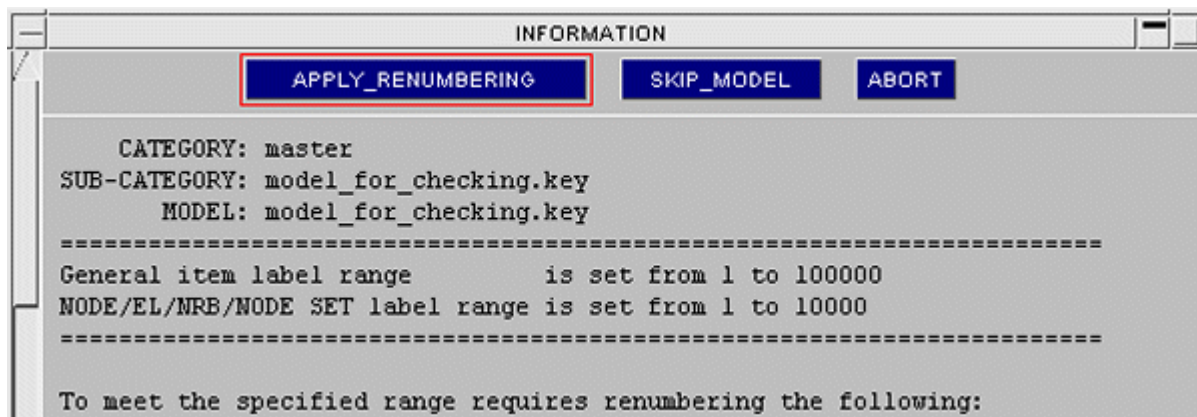 INFORMATION
APPLY_RENUMBERING SKIP_MODEL ABORT
CATEGORY: master
SUB-CATEGORY: model_for_checking.key
MODEL: model_for_checking.key
=======================================================================
General item label range is set from 1 to 100000
NODE/EL/NRB/NODE SET label range is set from 1 to 10000
=======================================================================
To meet the specified range requires renumbering the following: